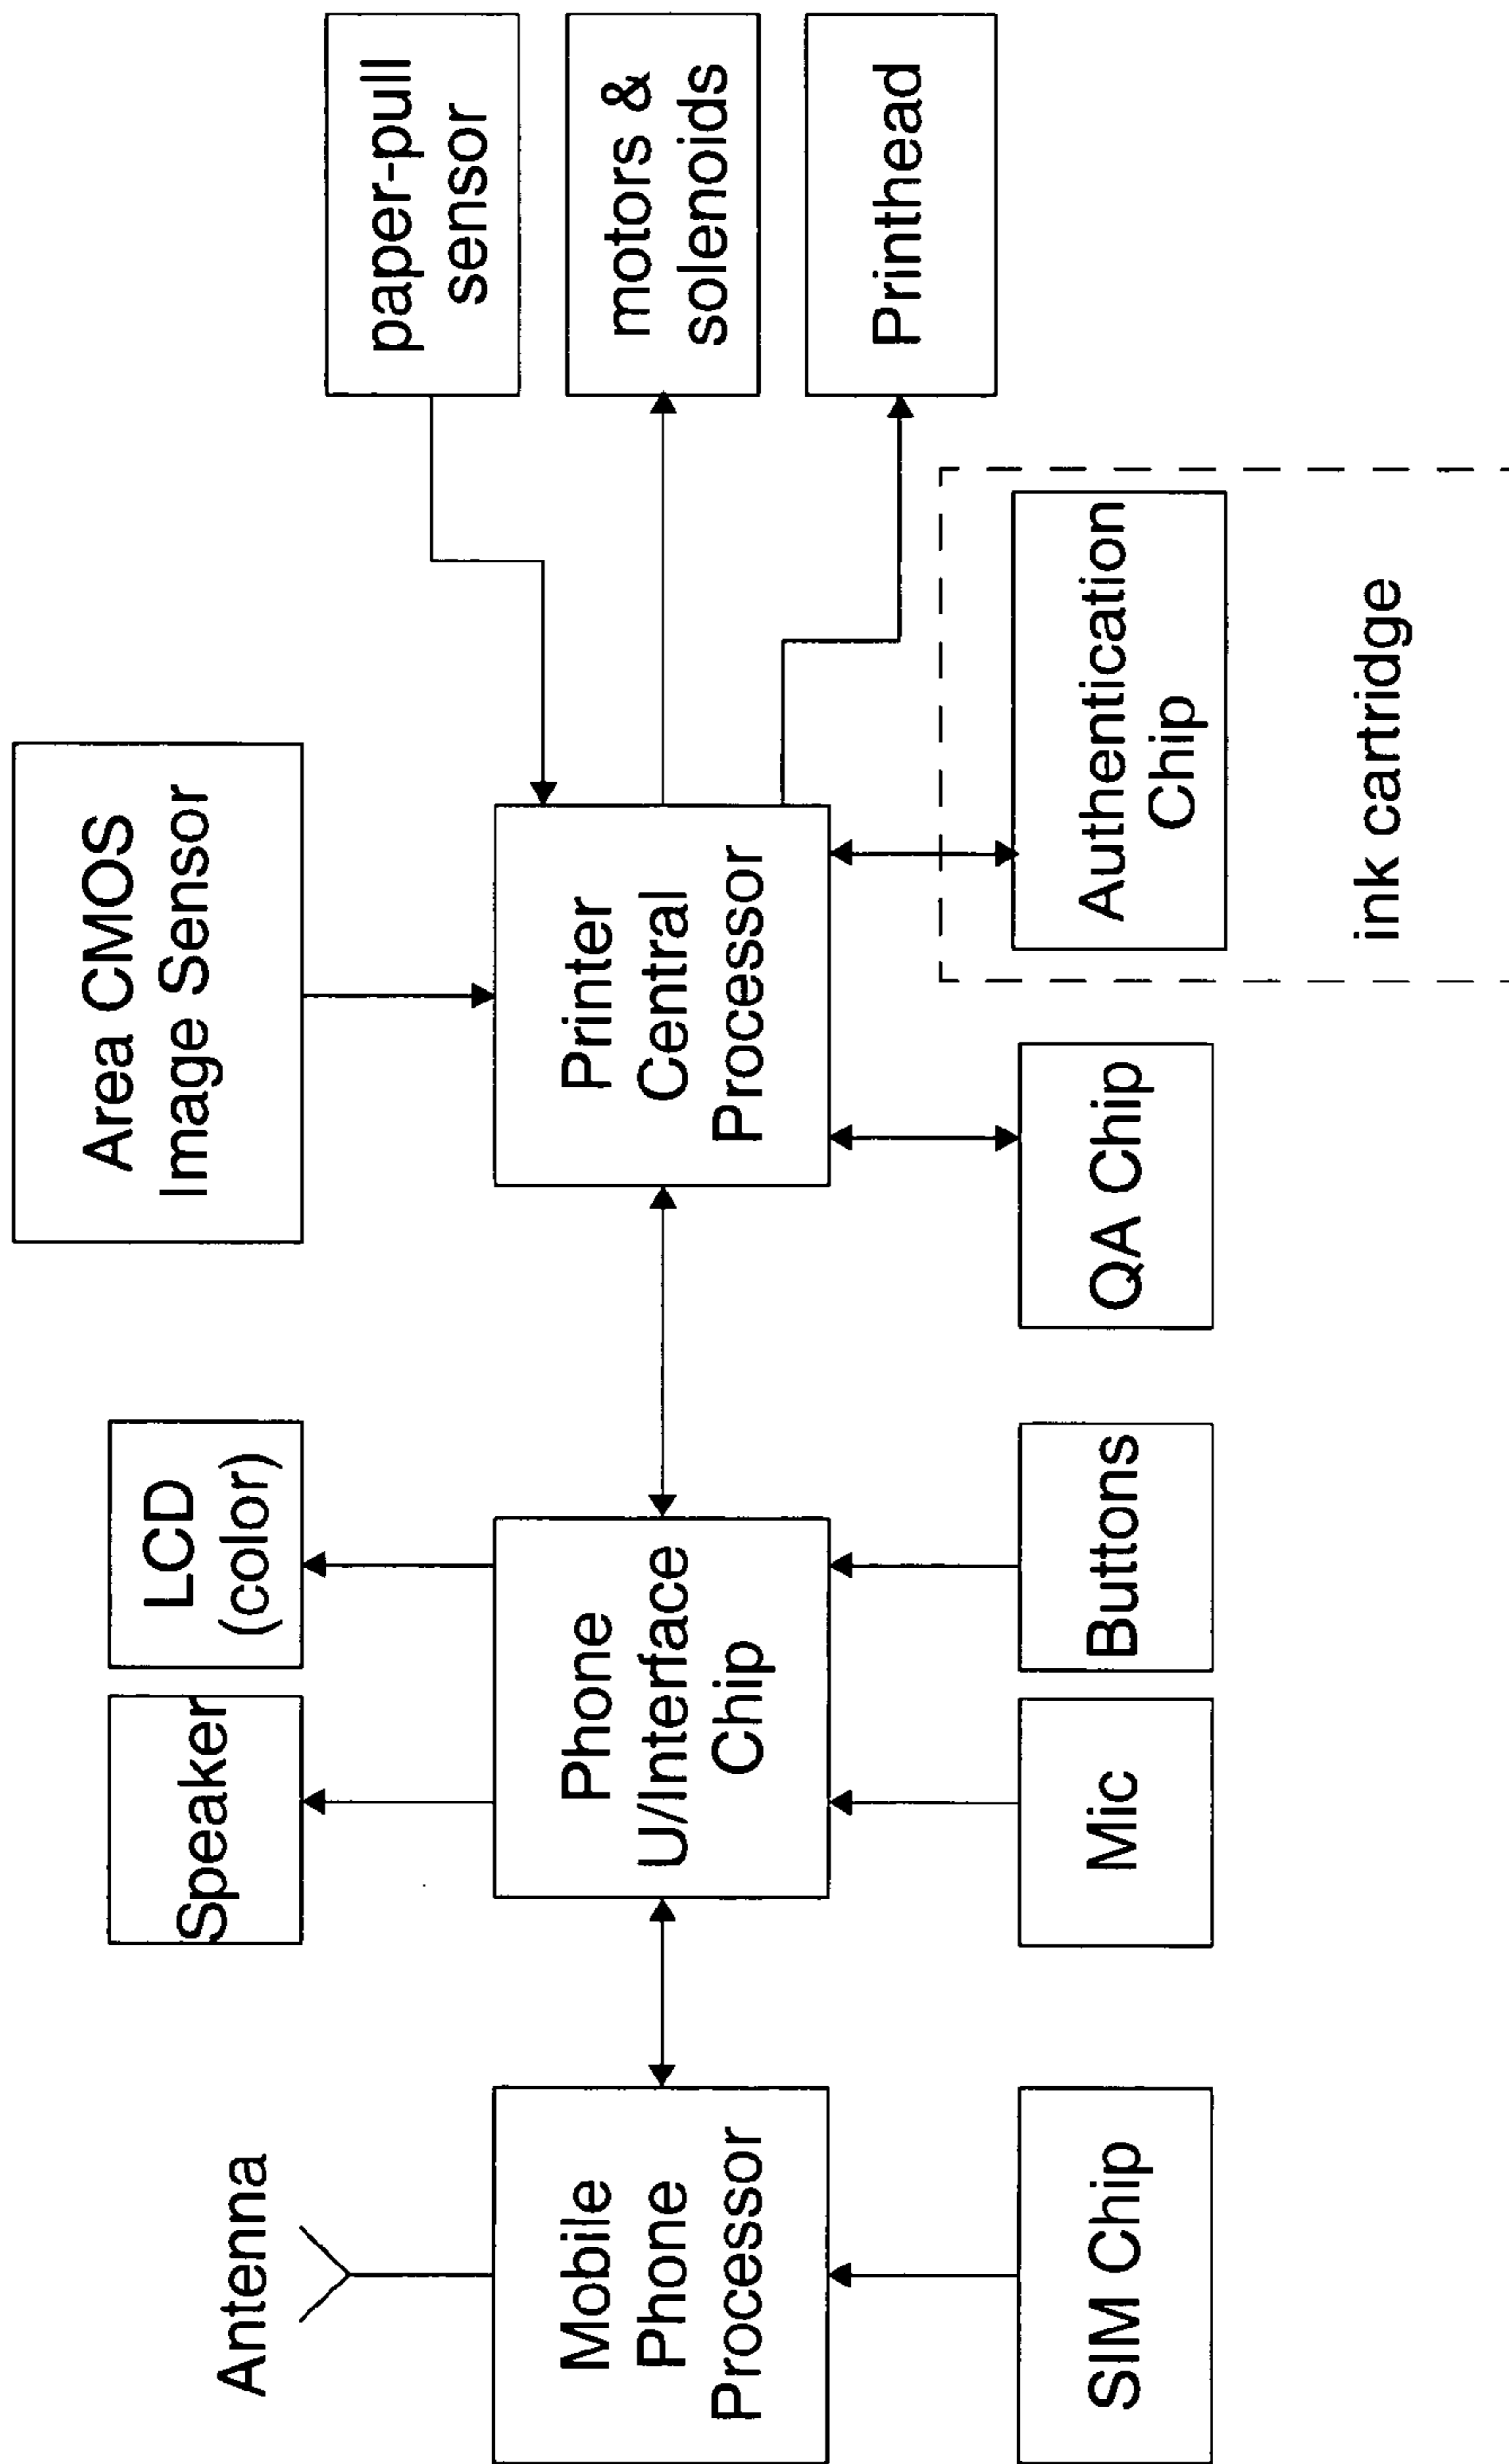 Antenna
Mobile
Phone
Processor
SIM Chip
Speaker
LCD
(color)
Phone
U/Interface
Chip
Mic
Buttons
Area CMOS
Image Sensor
Printer
Central
Processor
QA Chip
Authentication
Chip
ink cartridge
paper-pull
sensor
motors &
solenoids
Printhead